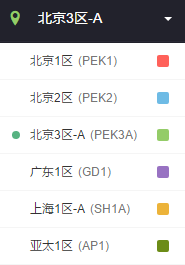 北京3区-A
北京1区 (PEK1)
北京2区 (PEK2)
北京3区-A (PEK3A)
广东1区 (GD1)
上海1区-A (SH1A)
亚太1区 (AP1)